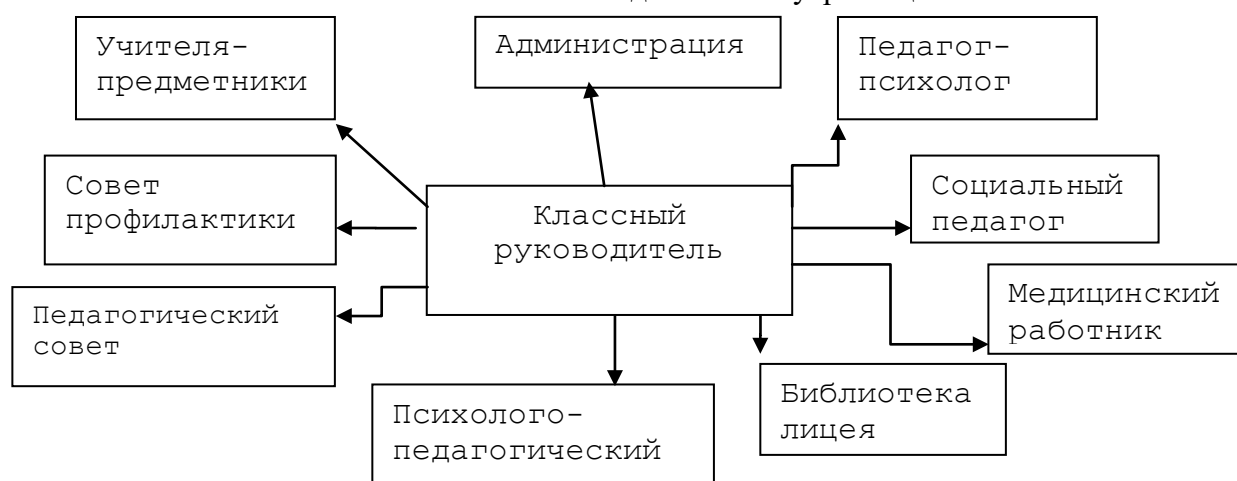 Учителя-
предметники
Администрация
Педагог-
психолог
Совет
профилактики
Классный
руководитель
Социальный
педагог
Педагогический
совет
Медицинский
работник
Психолого-
педагогический
Библиотека
лицея